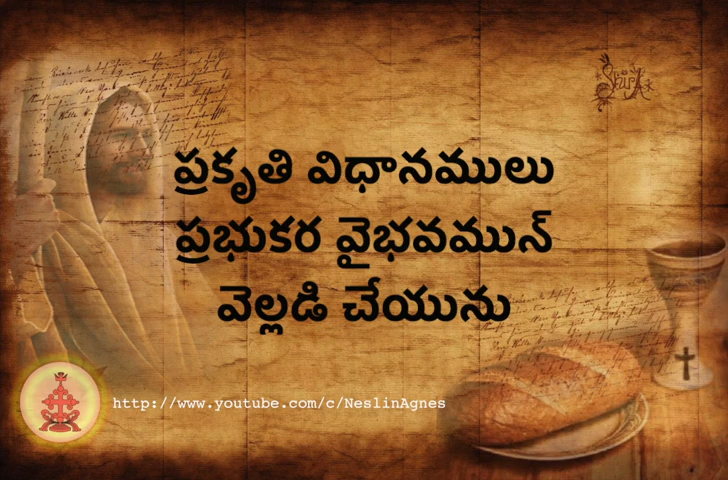 ప్రకృతి విధానములు
ప్రభుకర వైభవమున్
వెల్లడి చేయును
http://www.youtube.com/c/NeslinAgnes